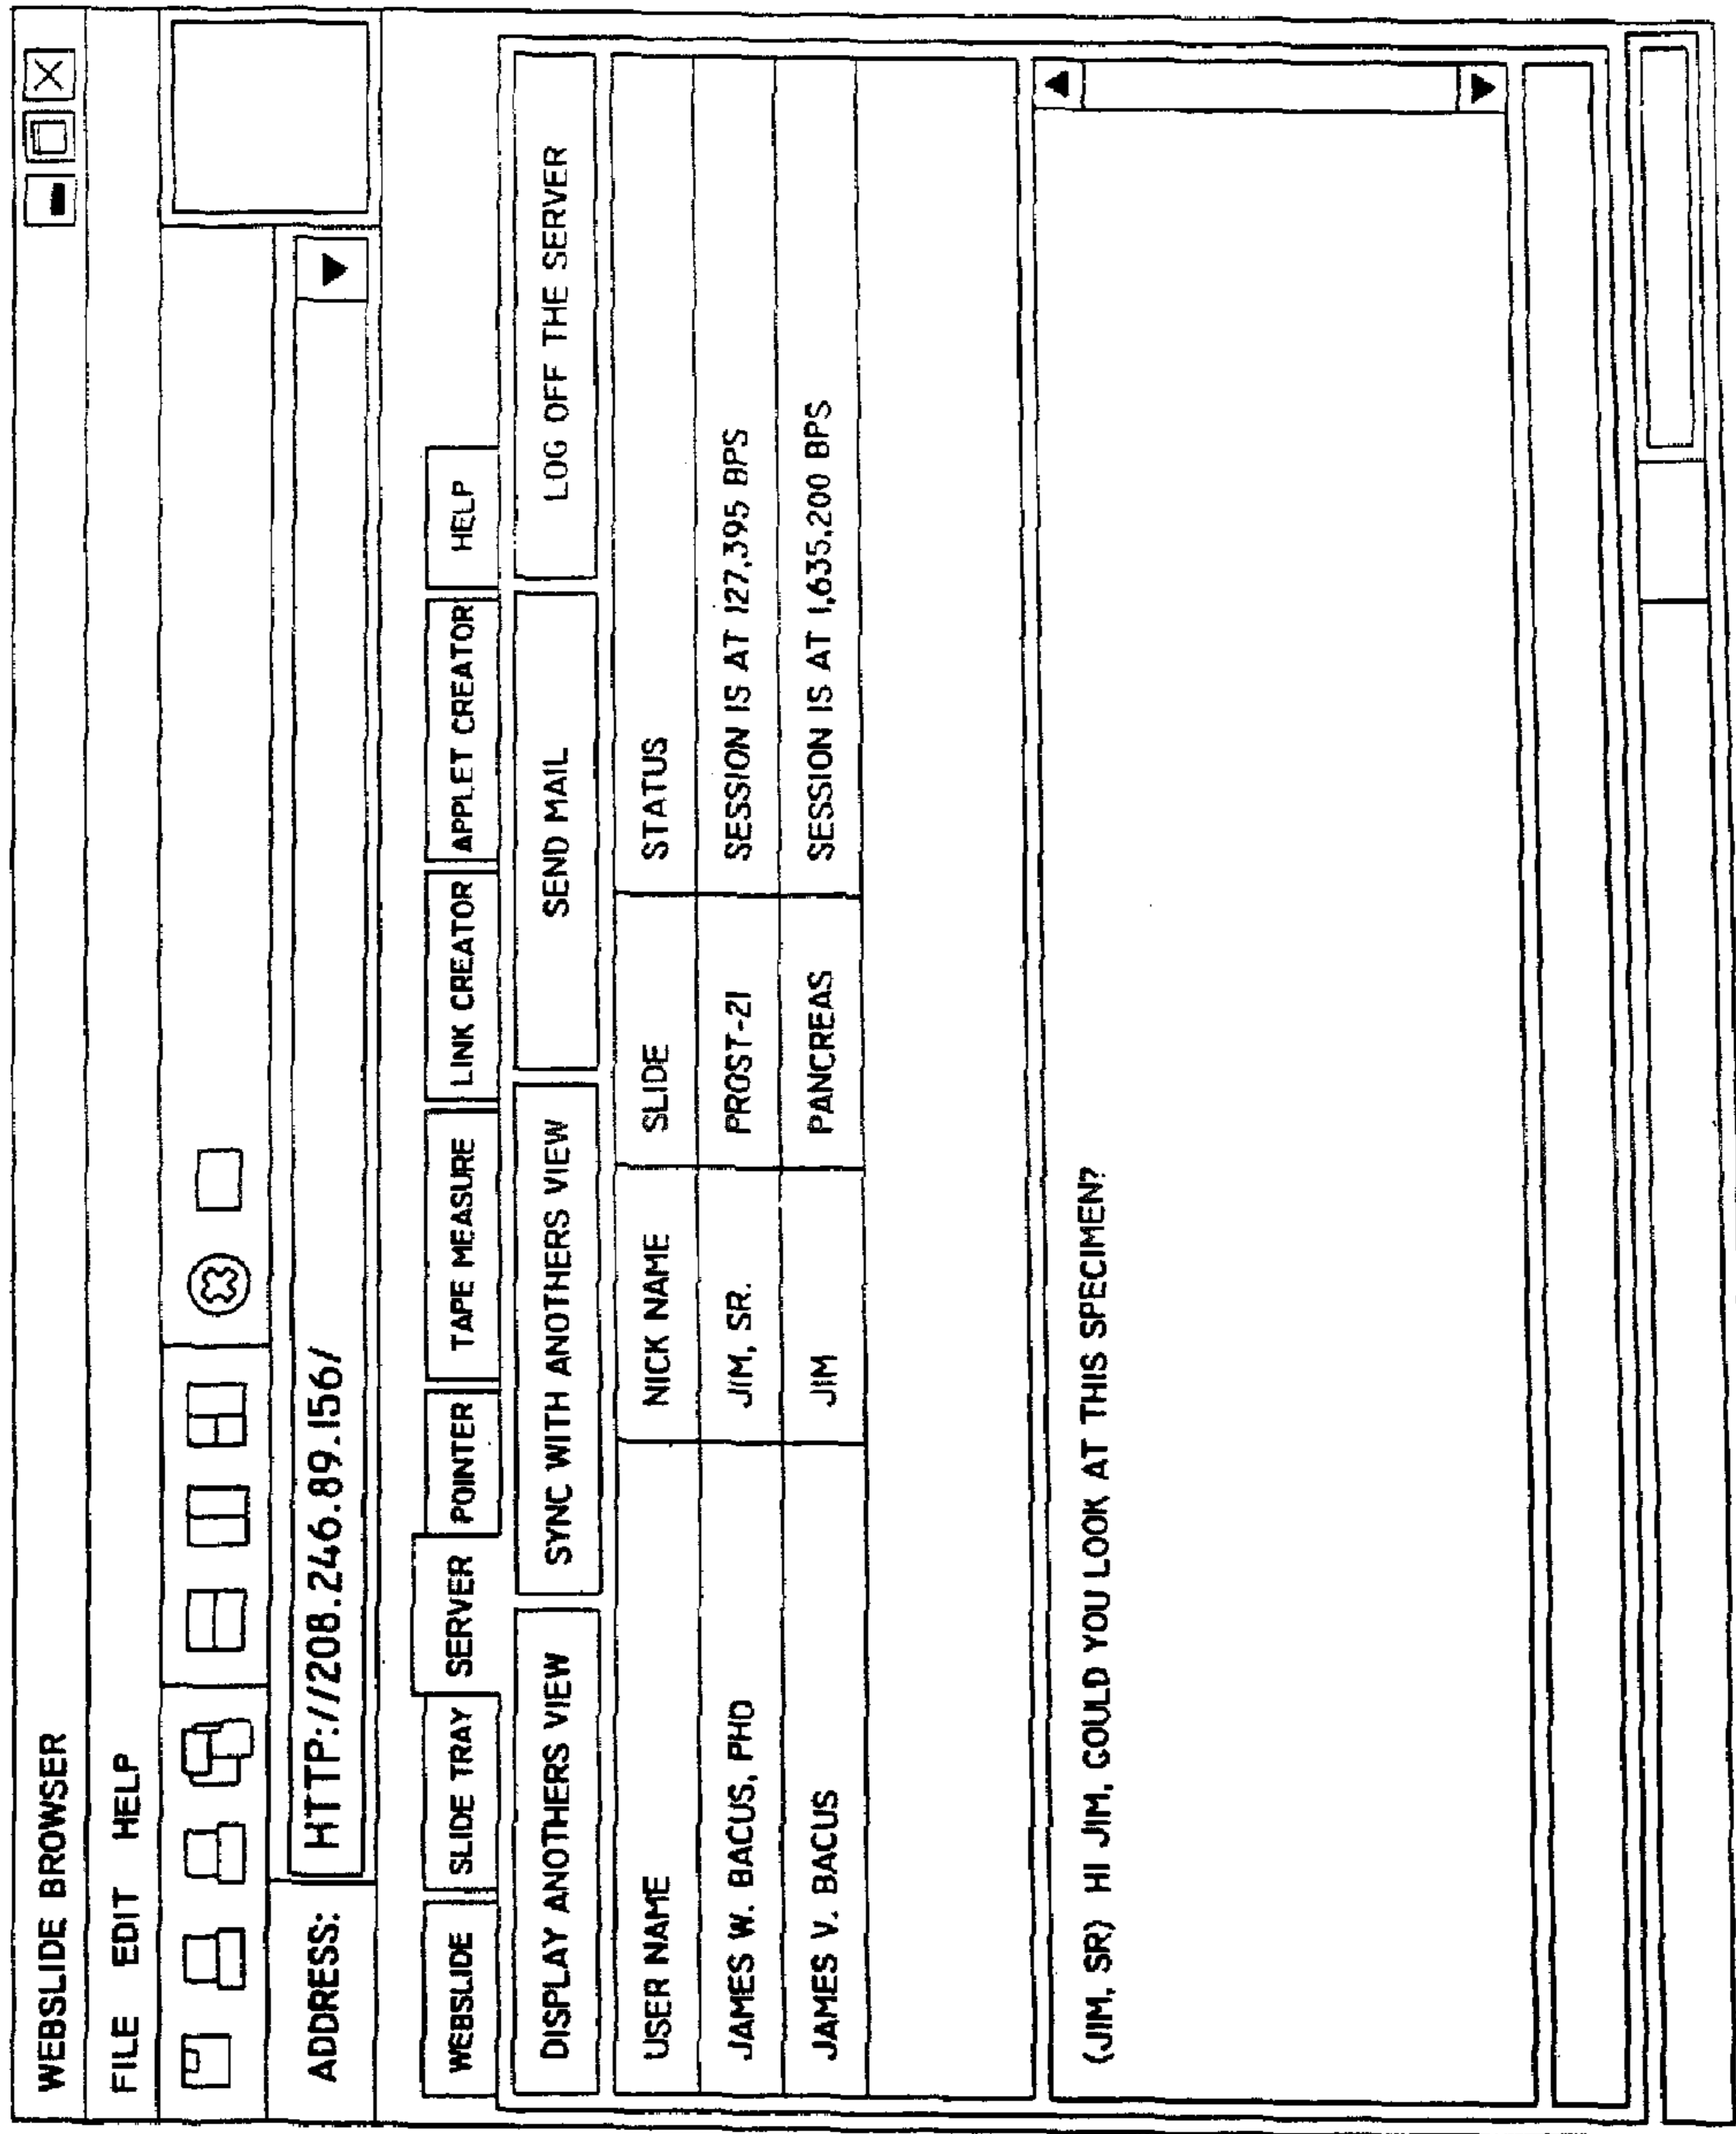 WEBSLIDE BROWSER
FILE EDIT HELP
ADDRESS: HTTP://208.246.89.156/
WEBSLIDE SLIDE TRAY SERVER POINTER TAPE MEASURE LINK CREATOR APPLET CREATOR HELP
DISPLAY ANOTHERS VIEW SYNC WITH ANOTHERS VIEW SEND MAIL LOG OFF THE SERVER
USER NAME NICK NAME SLIDE STATUS
JAMES W. BACUS, PHD JIM, SR. PROST-21 SESSION IS AT 127,395 BPS
JAMES V. BACUS JIM PANCREAS SESSION IS AT 1,635,200 BPS
(JIM, SR) HI JIM, COULD YOU LOOK AT THIS SPECIMEN?